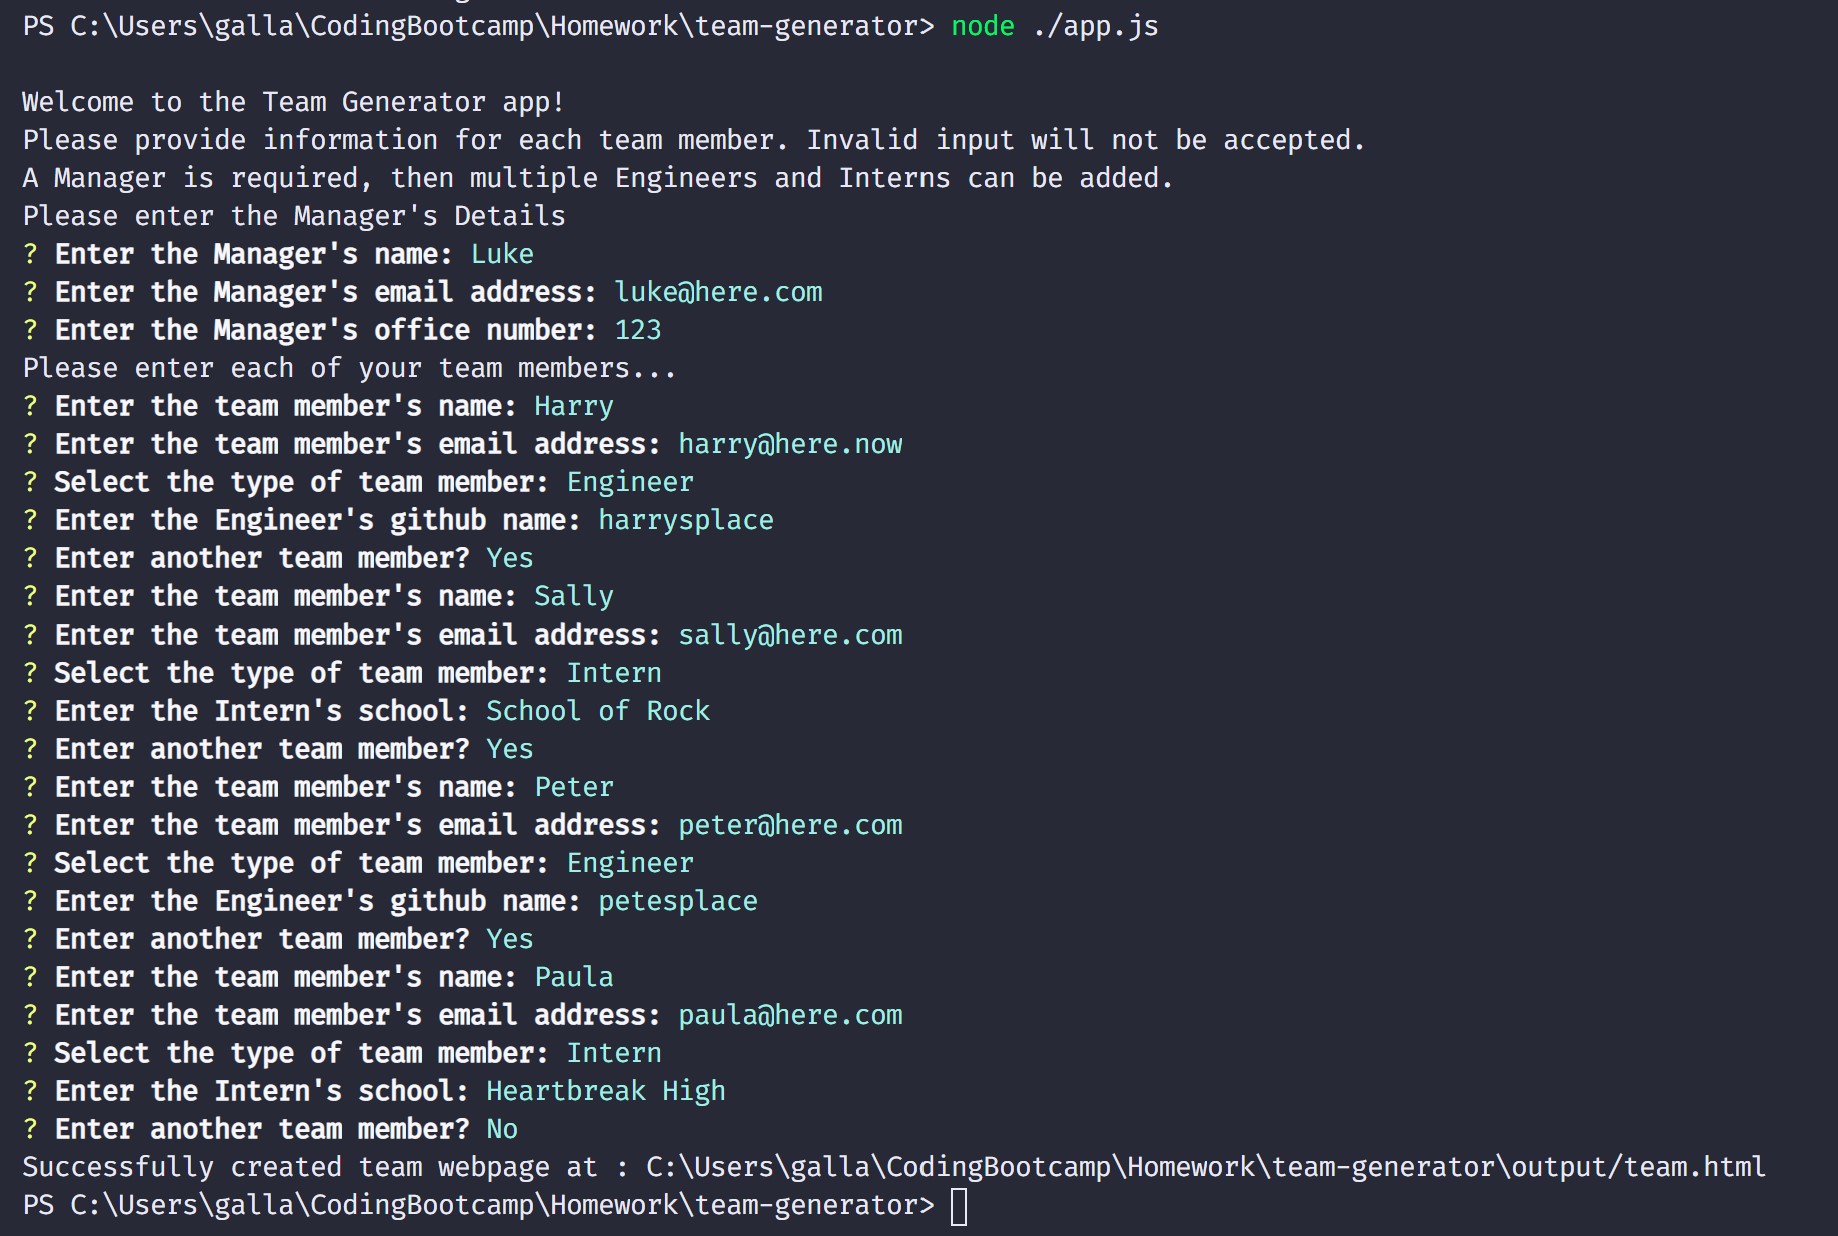 PS C:\Users\galla\CodingBootcamp\Homework\team-generator> node ./app.js
Welcome to the Team Generator app!
Please provide information for each team member. Invalid input will not be accepted.
A Manager is required, then multiple Engineers and Interns can be added.
Please enter the Manager's Details
? Enter the Manager's name: Luke
? Enter the Manager's email address: luke@here.com
? Enter the Manager's office number: 123
Please enter each of your team members...
? Enter the team member's name: Harry
? Enter the team member's email address: harry@here.now
? Select the type of team member: Engineer
? Enter the Engineer's github name: harrysplace
? Enter another team member? Yes
? Enter the team member's name: Sally
? Enter the team member's email address: sally@here.com
? Select the type of team member: Intern
? Enter the Intern's school: School of Rock
? Enter another team member? Yes
? Enter the team member's name: Peter
? Enter the team member's email address: peter@here.com
? Select the type of team member: Engineer
? Enter the Engineer's github name: petesplace
? Enter another team member? Yes
? Enter the team member's name: Paula
? Enter the team member's email address: paula@here.com
? Select the type of team member: Intern
? Enter the Intern's school: Heartbreak High
? Enter another team member? No
Successfully created team webpage at : C:\Users\galla\CodingBootcamp\Homework\team-generator\output/team.html
PS C:\Users\galla\CodingBootcamp\Homework\team-generator>